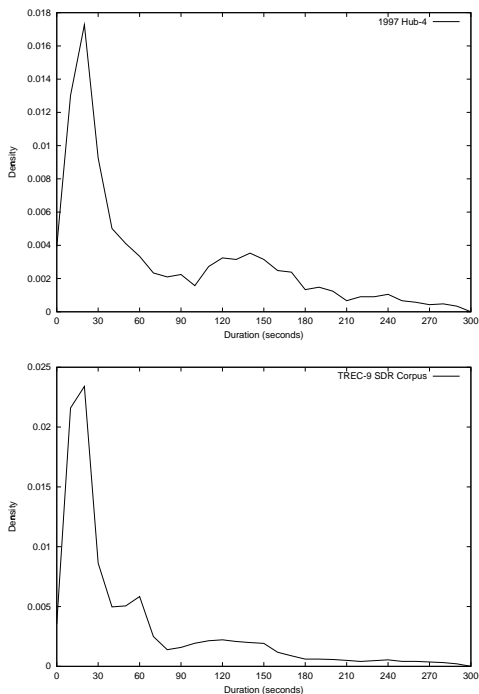 0.018
1997 Hub-4
0.016
0.014
0.012
0.01
Density
0.008
0.006
0.004
0.002
0
0 30 60 90 120 150 180 210 240 270 300
Duration (seconds)
0.025
TREC-9 SDR Corpus
0.02
0.015
Density
0.01
0.005
0
0 30 60 90 120 150 180 210 240 270 300
Duration (seconds)